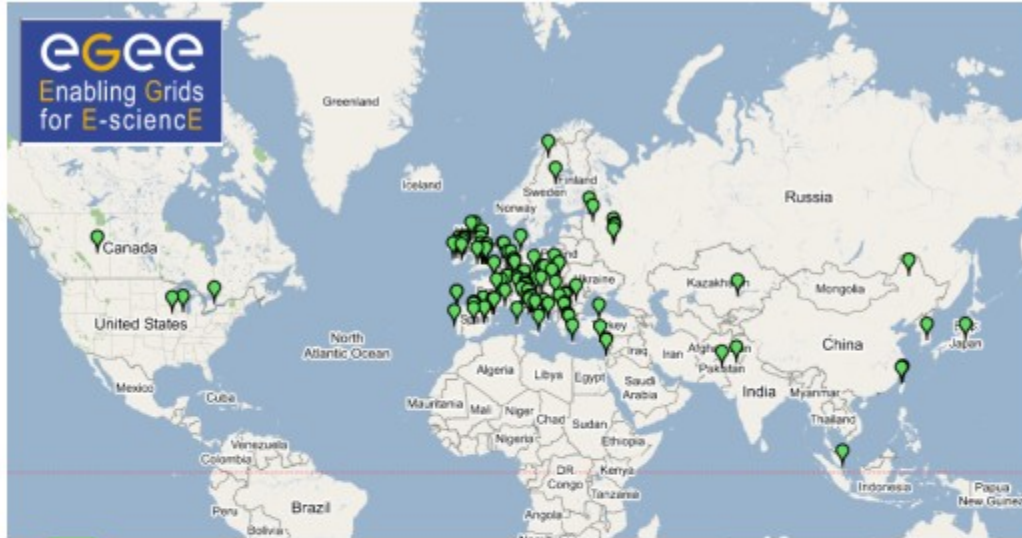 eGee
Enabling Grids
for E-sciencE
Greenland
Iceland
Finland
Sweden
Norway
Russia
Canada
Ukraine
Kazakhstan
Mongolia
United States
North
Atlantic Ocean
China
Japan
Iraq
Iran
Pakistan
Algeria
Libya
Egypt
Saudi
Arabia
India
Myanmar
Mexico
Cuba
Mauritania
Mali
Niger
Chad
Sudan
Thailand
Nigeria
Ethiopia
Venezuela
Colombia
DR
Congo
Kenya
Indonesia
Papua
New Guinea
Tanzania
Peru
Brazil
Angola
Bolivia